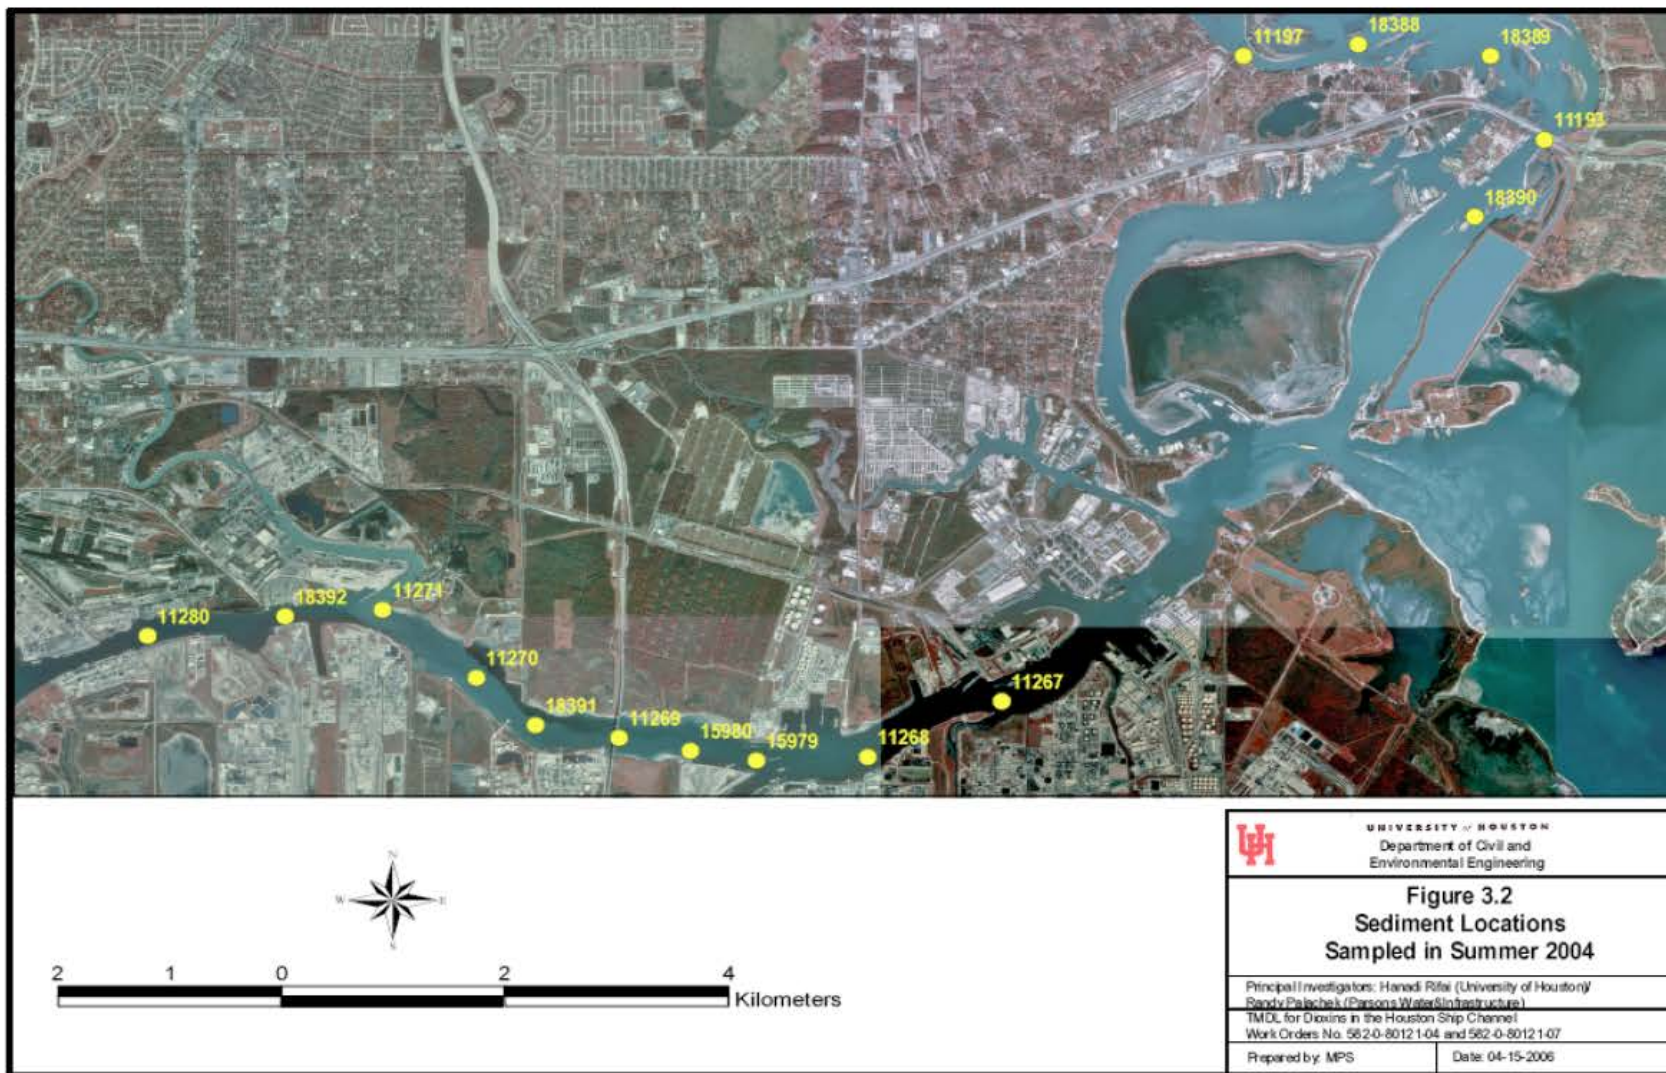 11197
18388
18389
11193
18390
11280
18392
11271
11270
18391
11269
15980
15979
11268
11267
N
W
E
S
2 1 0 2 4
Kilometers
UH
UNIVERSITY of HOUSTON
Department of Civil and
Environmental Engineering
Figure 3.2
Sediment Locations
Sampled in Summer 2004
Principal Investigators: Hanadi Rifai (University of Houston)/
Randy Palachek (Parsons Water&Infrastructure)
TMDL for Dioxins in the Houston Ship Channel
Work Orders No. 582-0-80121-04 and 582-0-80121-07
Prepared by: MPS
Date: 04-15-2006